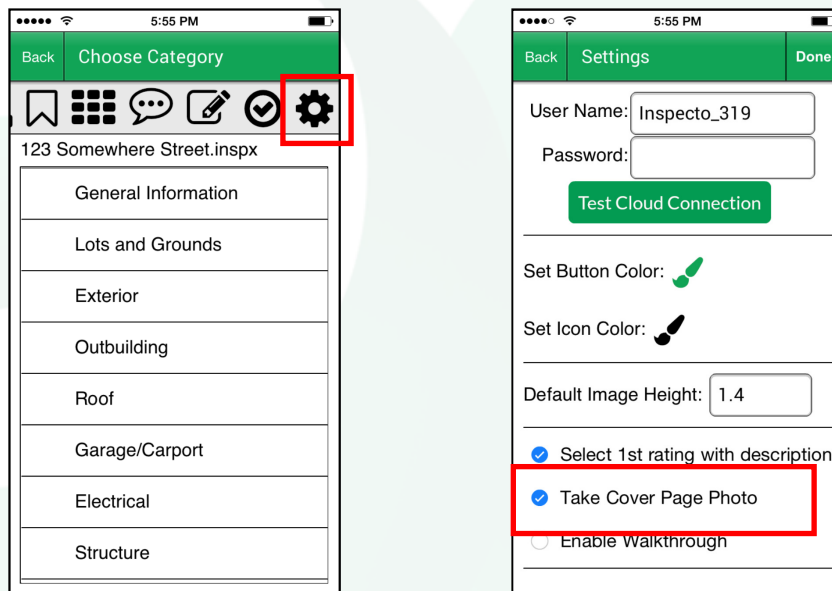 5:55 PM
Back Choose Category
123 Somewhere Street.inspx
General Information
Lots and Grounds
Exterior
Outbuilding
Roof
Garage/Carport
Electrical
Structure
5:55 PM
Back Settings Done
User Name: Inspecto_319
Password:
Test Cloud Connection
Set Button Color:
Set Icon Color:
Default Image Height: 1.4
Select 1st rating with description
Take Cover Page Photo
Enable Walkthrough